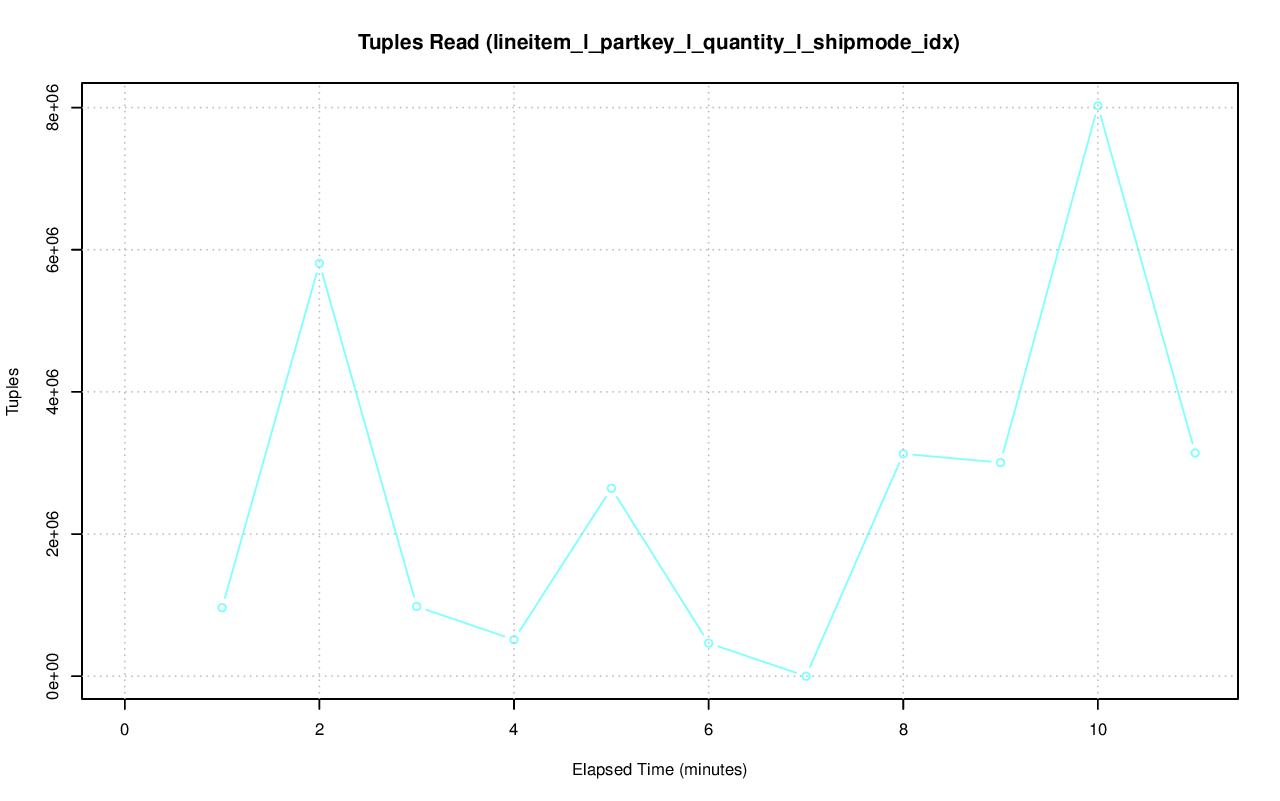 Tuples Read (lineitem_l_partkey_l_quantity_l_shipmode_idx)
8e+06
6e+06
4e+06
2e+06
0e+00
Tuples
0 2 4 6 8 10
Elapsed Time (minutes)